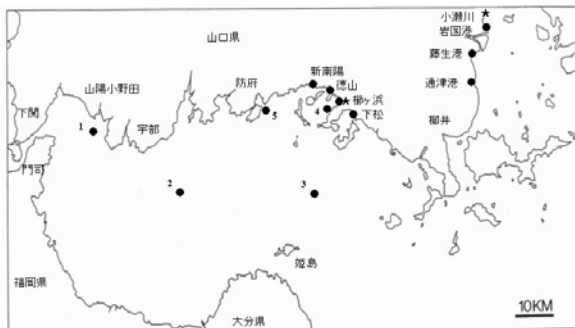 小瀬川
岩国港
山口県
藤生港
新南陽
防府
徳山
山陽小野田
櫛ヶ浜
通津港
4
下関
下松
1
宇部
5
柳井
門司
2
3
姫島
福岡県
大分県
10KM